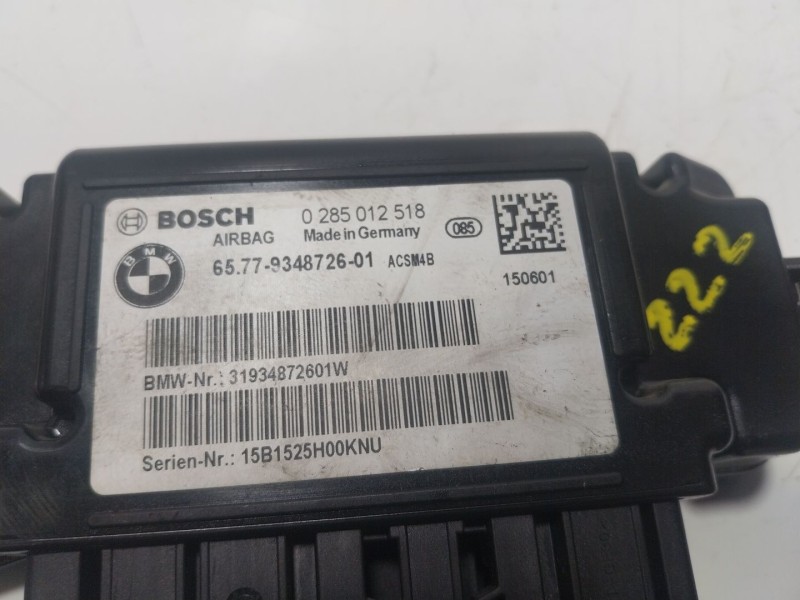 BOSCH 0 285 012 518
AIRBAG Made in Germany 085
BMW 65.77-9348726-01 ACSM4B
150601
BMW-Nr.: 31934872601W
Serien-Nr.: 15B1525H00KNU
222